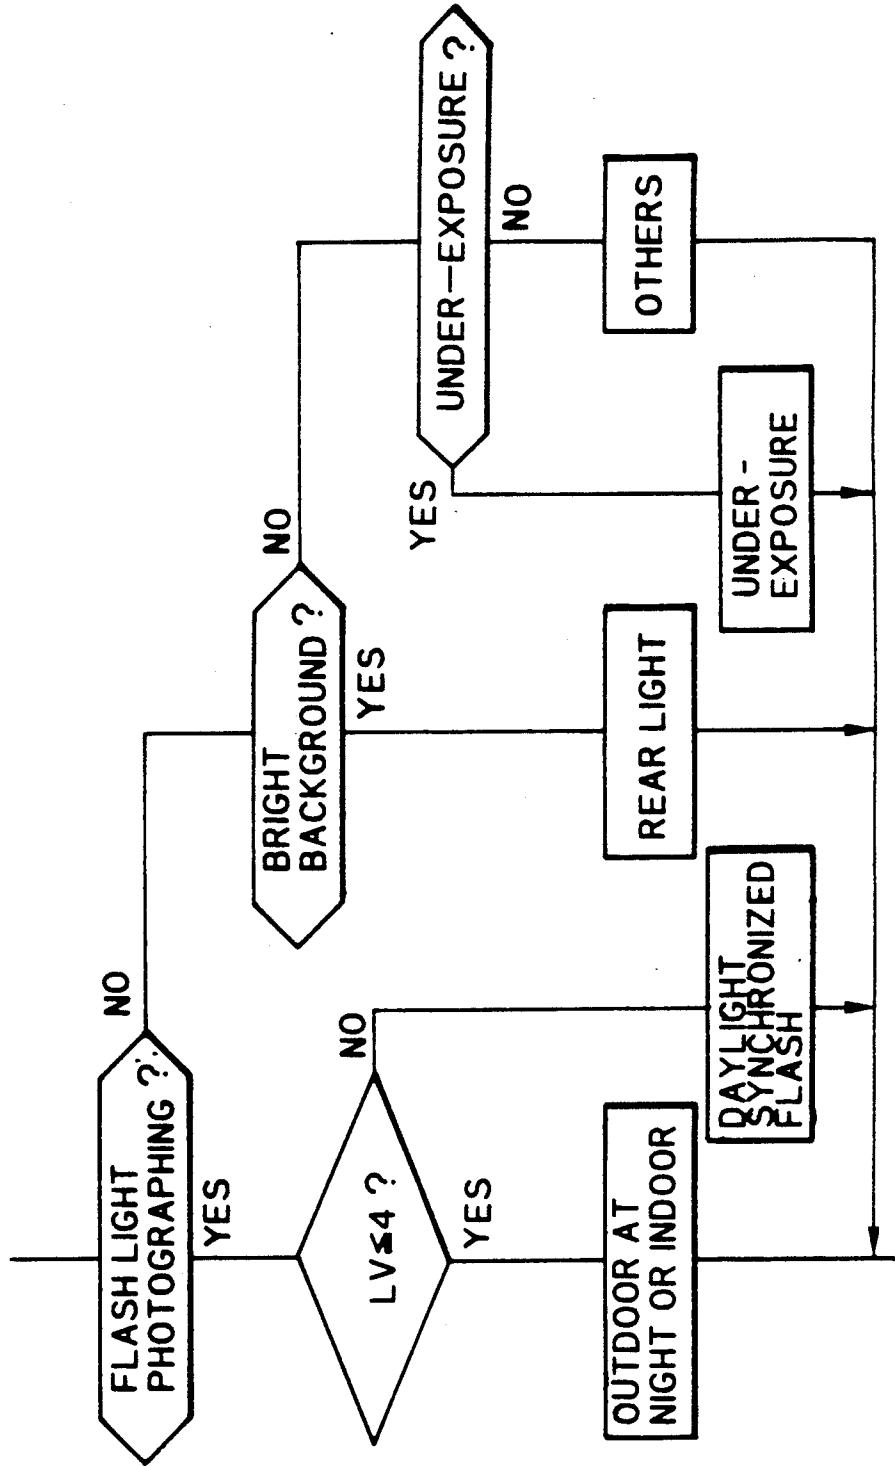 FLASH LIGHT
PHOTOGRAPHING ?
NO
YES
LV≦4 ?
NO
YES
OUTDOOR AT
NIGHT OR INDOOR
DAYLIGHT
SYNCHRONIZED
FLASH
BRIGHT
BACKGROUND ?
NO
YES
REAR LIGHT
UNDER-EXPOSURE ?
YES
NO
UNDER-
EXPOSURE
OTHERS